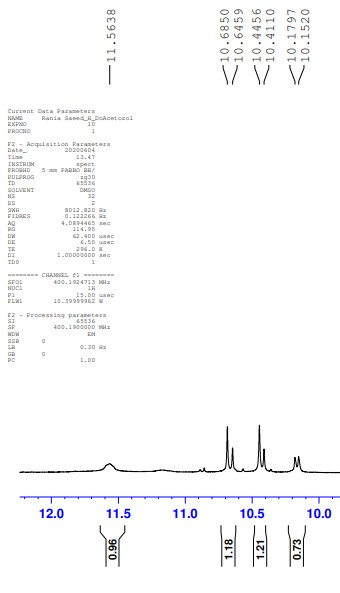 11.5638
10.6850
10.6459
10.4456
10.4110
10.1797
10.1520
Current Data Parameters
NAME Rania Saeed_H_DoAcetozol
EXPNO 10
PROCNO 1
F2 - Acquisition Parameters
Date_ 20200604
Time 13.47
INSTRUM spect
PROBHD 5 mm PABBO BB/
PULPROG zg30
TD 65536
SOLVENT DMSO
NS 32
DS 2
SWH 8012.820 Hz
FIDRES 0.122266 Hz
AQ 4.0894465 sec
RG 114.95
DW 62.400 usec
DE 6.50 usec
TE 296.0 K
D1 1.00000000 sec
TD0 1
======== CHANNEL f1 ========
SFO1 400.1924713 MHz
NUC1 1H
P1 15.00 usec
PLW1 10.39999962 W
F2 - Processing parameters
SI 65536
SF 400.1900000 MHz
WDW EM
SSB 0
LB 0.30 Hz
GB 0
PC 1.00
12.0 11.5 11.0 10.5 10.0
0.96
1.18
1.21
0.73